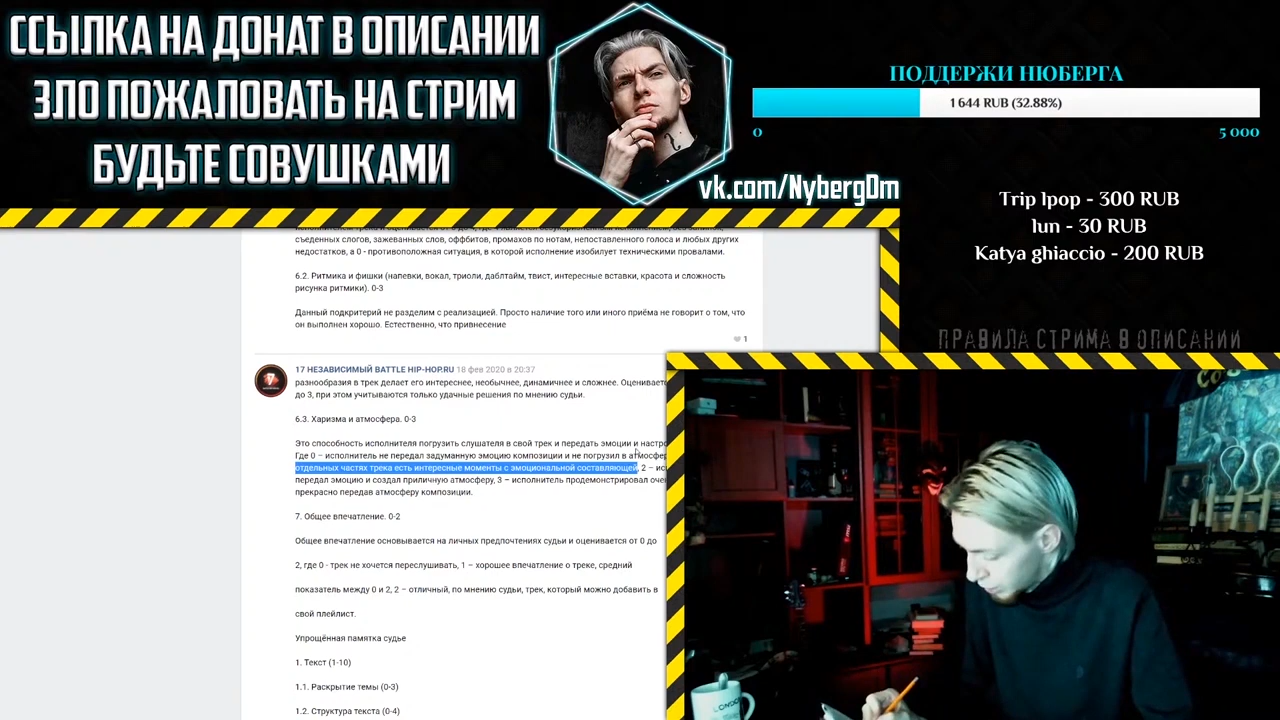 ССЫЛКА НА ДОНАТ В ОПИСАНИИ
ЗЛО ПОЖАЛОВАТЬ НА СТРИМ
БУДЬТЕ СОВУШКАМИ
vk.com/NybergDm
ПОДДЕРЖИ НЮБЕРГА
1 644 RUB (32.88%)
0
5 000
Trip lpop - 300 RUB
lun - 30 RUB
Katya ghiaccio - 200 RUB
ПРАВИЛА СТРИМА В ОПИСАНИИ
съеденных слогов, зажеванных слов, оффбитов, промахов по нотам, непоставленного голоса и любых других
недостатков, а 0 - противоположная ситуация, в которой исполнение изобилует техническими провалами.
6.2. Ритмика и фишки (напевки, вокал, триоли, даблтайм, твист, интересные вставки, красота и сложность
рисунка ритмики). 0-3
Данный подкритерий не разделим с реализацией. Просто наличие того или иного приёма не говорит о том, что
он выполнен хорошо. Естественно, что привнесение
1
17 НЕЗАВИСИМЫЙ BATTLE HIP-HOP.RU 18 фев 2020 в 20:37
разнообразия в трек делает его интереснее, необычнее, динамичнее и сложнее. Оценивает
до 3, при этом учитываются только удачные решения по мнению судьи.
6.3. Харизма и атмосфера. 0-3
Это способность исполнителя погрузить слушателя в свой трек и передать эмоции и настро
Где 0 – исполнитель не передал задуманную эмоцию композиции и не погрузил в атмосфер
отдельных частях трека есть интересные моменты с эмоциональной составляющей, 2 – ис
передал эмоцию и создал приличную атмосферу, 3 – исполнитель продемонстрировал очен
прекрасно передав атмосферу композиции.
7. Общее впечатление. 0-2
Общее впечатление основывается на личных предпочтениях судьи и оценивается от 0 до
2, где 0 - трек не хочется переслушивать, 1 – хорошее впечатление о треке, средний
показатель между 0 и 2, 2 – отличный, по мнению судьи, трек, который можно добавить в
свой плейлист.
Упрощённая памятка судье
1. Текст (1-10)
1.1. Раскрытие темы (0-3)
1.2. Структура текста (0-4)
LONDON